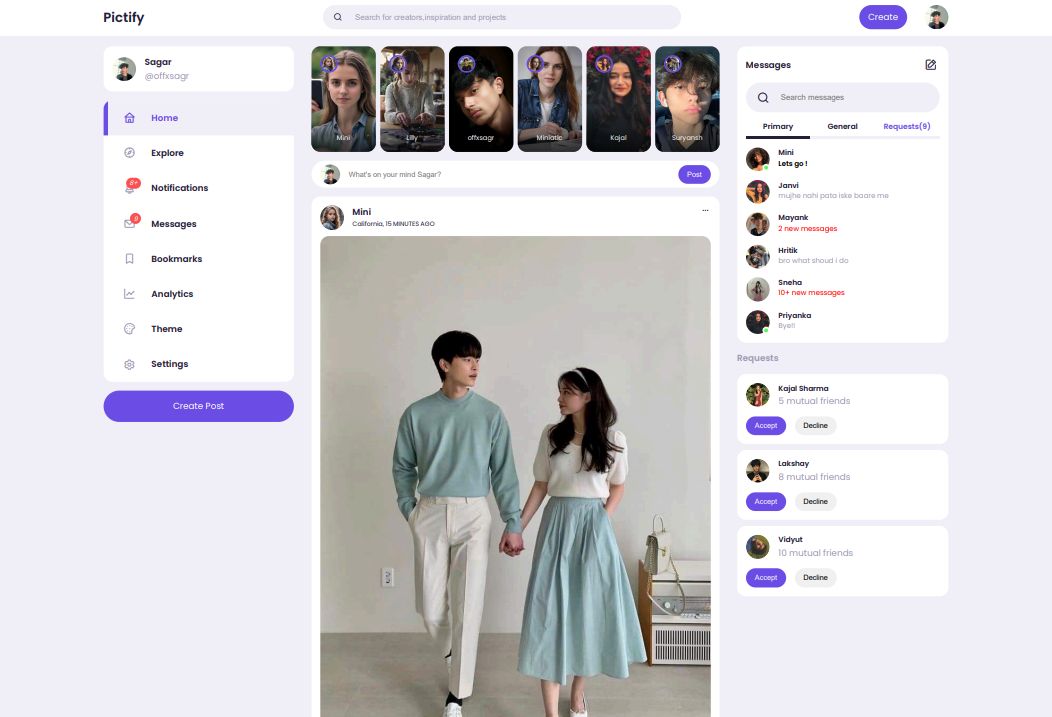 Pictify
Search for creators,inspiration and projects
Create
Sagar
@offxsagr
Home
Explore
8+
Notifications
9
Messages
Bookmarks
Analytics
Theme
Settings
Create Post
Mini
Lilly
offxsagr
Miniatic
Kajal
Suryansh
What's on your mind Sagar?
Post
Mini
California, 15 MINUTES AGO
...
Messages
Search messages
Primary
General
Requests(9)
Mini
Lets go !
Janvi
mujhe nohi pata iske baare me
Mayank
2 new messages
Hritik
bro what shoud i do
Sneha
10+ new messages
Priyanka
Byeli
Requests
Kajal Sharma
5 mutual friends
Accept
Decline
Lakshay
8 mutual friends
Accept
Decline
Vidyut
10 mutual friends
Accept
Decline